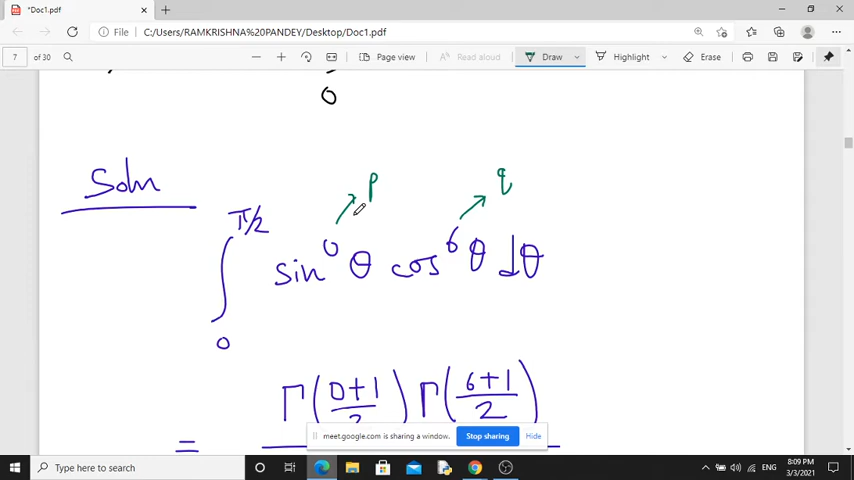 *Doc1.pdf
C:/Users/RAMKRISHNA%20PANDEY/Desktop/Doc1.pdf
7 of 30
Page view
Read aloud
Draw
Highlight
Erase
0
Soln
p
q
π/2
sin⁰ θ cos⁶ θ dθ
0
Γ(0+1/2) Γ(6+1/2)
=
meet.google.com is sharing a window.
Stop sharing
Hide
Type here to search
ENG
8:09 PM
3/3/2021